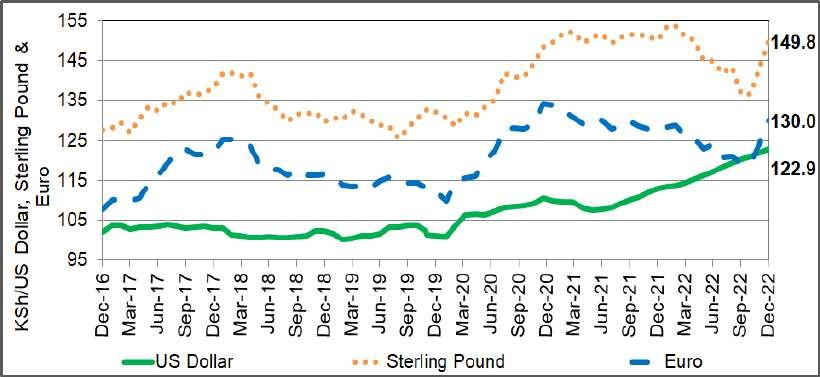 KSh/US Dollar, Sterling Pound &
Euro
155
145
135
125
115
105
95
149.8
130.0
122.9
Dec-16
Mar-17
Jun-17
Sep-17
Dec-17
Mar-18
Jun-18
Sep-18
Dec-18
Mar-19
Jun-19
Sep-19
Dec-19
Mar-20
Jun-20
Sep-20
Dec-20
Mar-21
Jun-21
Sep-21
Dec-21
Mar-22
Jun-22
Sep-22
Dec-22
US Dollar
Sterling Pound
Euro